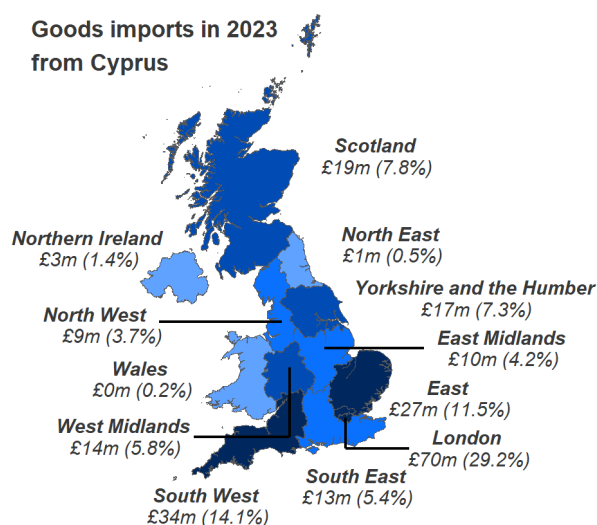 Goods imports in 2023
from Cyprus
Scotland
£19m (7.8%)
Northern Ireland
£3m (1.4%)
North East
£1m (0.5%)
Yorkshire and the Humber
£17m (7.3%)
North West
£9m (3.7%)
East Midlands
£10m (4.2%)
Wales
£0m (0.2%)
East
£27m (11.5%)
West Midlands
£14m (5.8%)
London
£70m (29.2%)
South East
£13m (5.4%)
South West
£34m (14.1%)